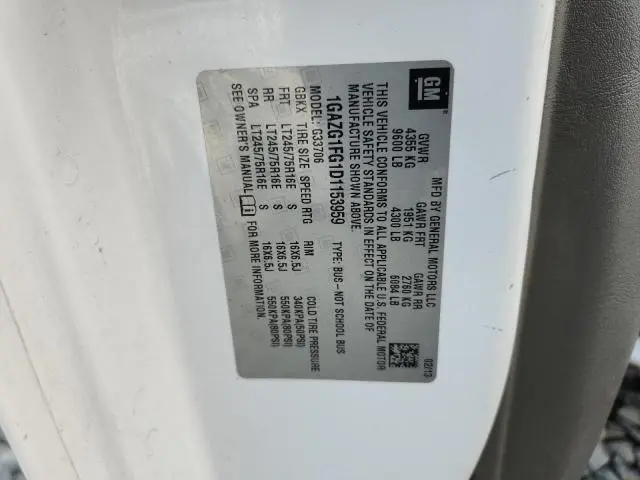 GM
MFD BY GENERAL MOTORS LLC
02/13
GVWR GAWR FRT GAWR RR
4355 KG 1951 KG 2760 KG
9600 LB 4300 LB 6084 LB
THIS VEHICLE CONFORMS TO ALL APPLICABLE U.S. FEDERAL MOTOR
VEHICLE SAFETY STANDARDS IN EFFECT ON THE DATE OF
MANUFACTURE SHOWN ABOVE.
1GAZG1FG1D1153959 TYPE: BUS-NOT SCHOOL BUS
MODEL: G33706
GBKX TIRE SIZE SPEED RTG RIM COLD TIRE PRESSURE
FRT LT245/75R16E S 16X6.5J 340KPA(50PSI)
RR LT245/75R16E S 16X6.5J 550KPA(80PSI)
SPA LT245/75R16E S 16X6.5J 550KPA(80PSI)
SEE OWNER'S MANUAL FOR MORE INFORMATION.